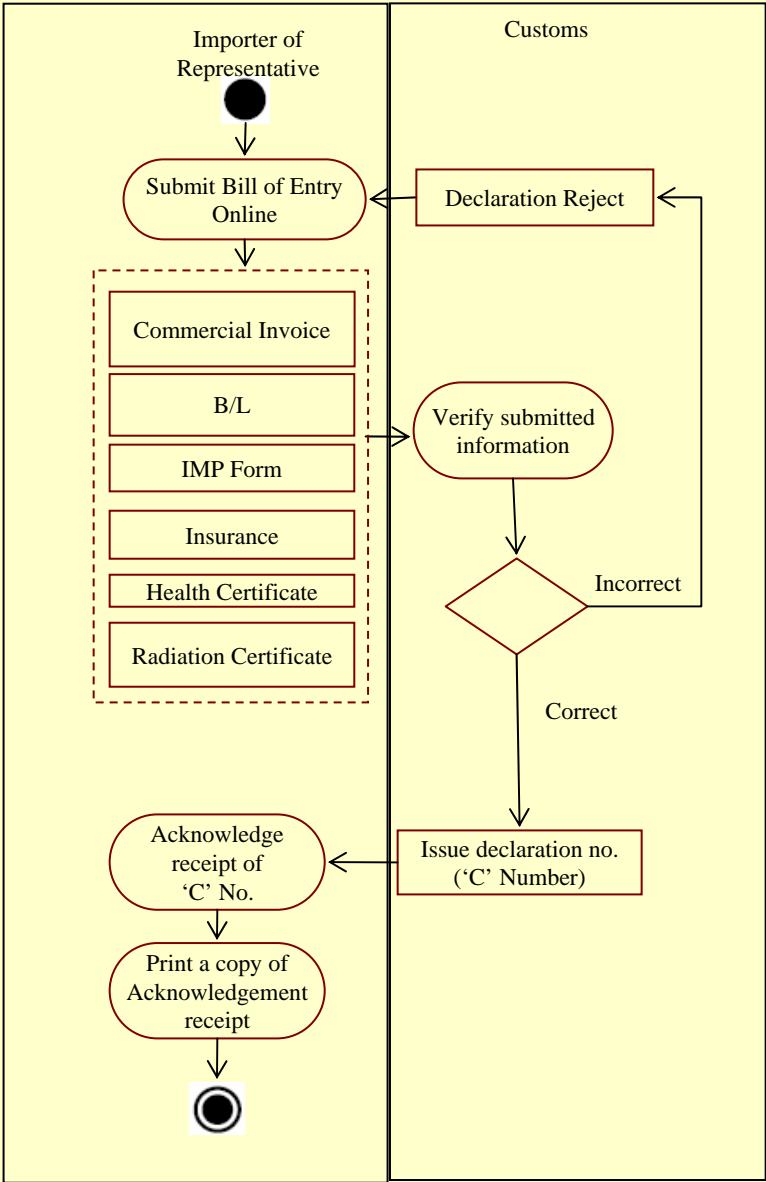 Importer of
Representative
Customs
Submit Bill of Entry
Online
Declaration Reject
Commercial Invoice
B/L
IMP Form
Insurance
Health Certificate
Radiation Certificate
Verify submitted
information
Incorrect
Correct
Issue declaration no.
(‘C’ Number)
Acknowledge
receipt of
‘C’ No.
Print a copy of
Acknowledgement
receipt